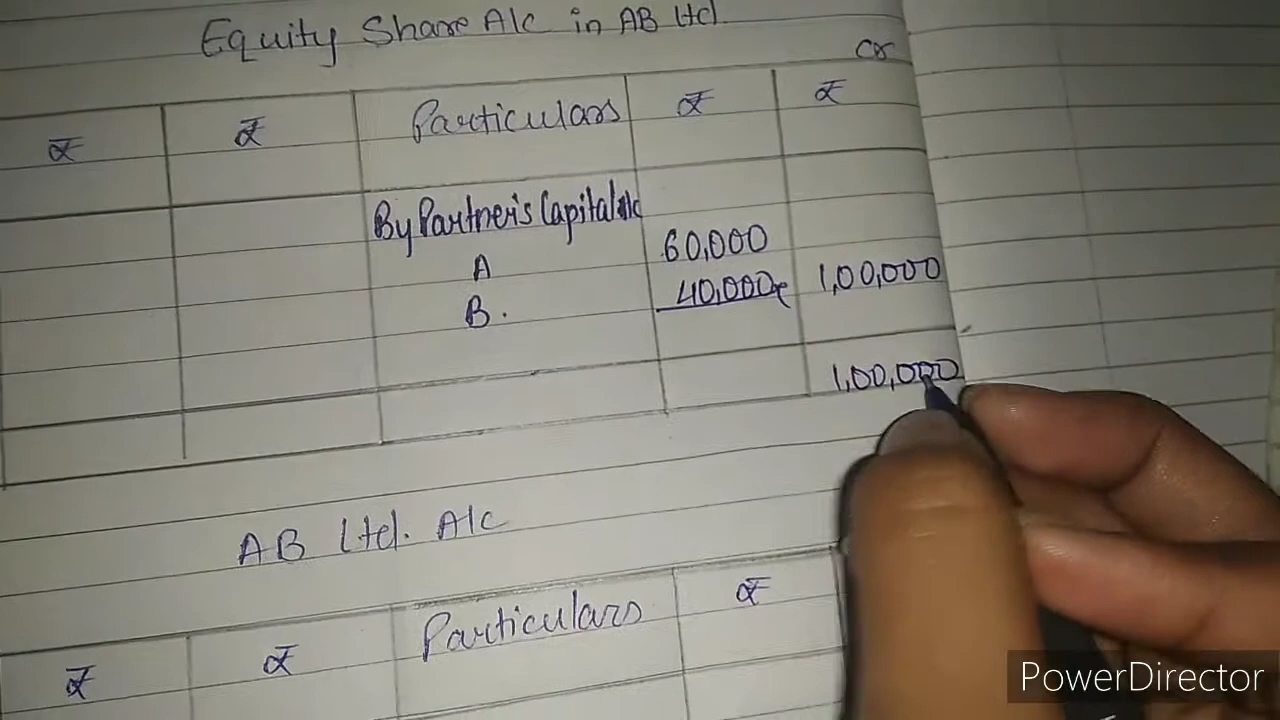 Equity Share A/c in AB Ltd.
Cr
₹ ₹ Particulars ₹ ₹
By Partner's Capital A/c
A 60,000
B. 40,000 1,00,000
1,00,000
AB Ltd. A/c
₹ ₹ Particulars ₹
PowerDirector